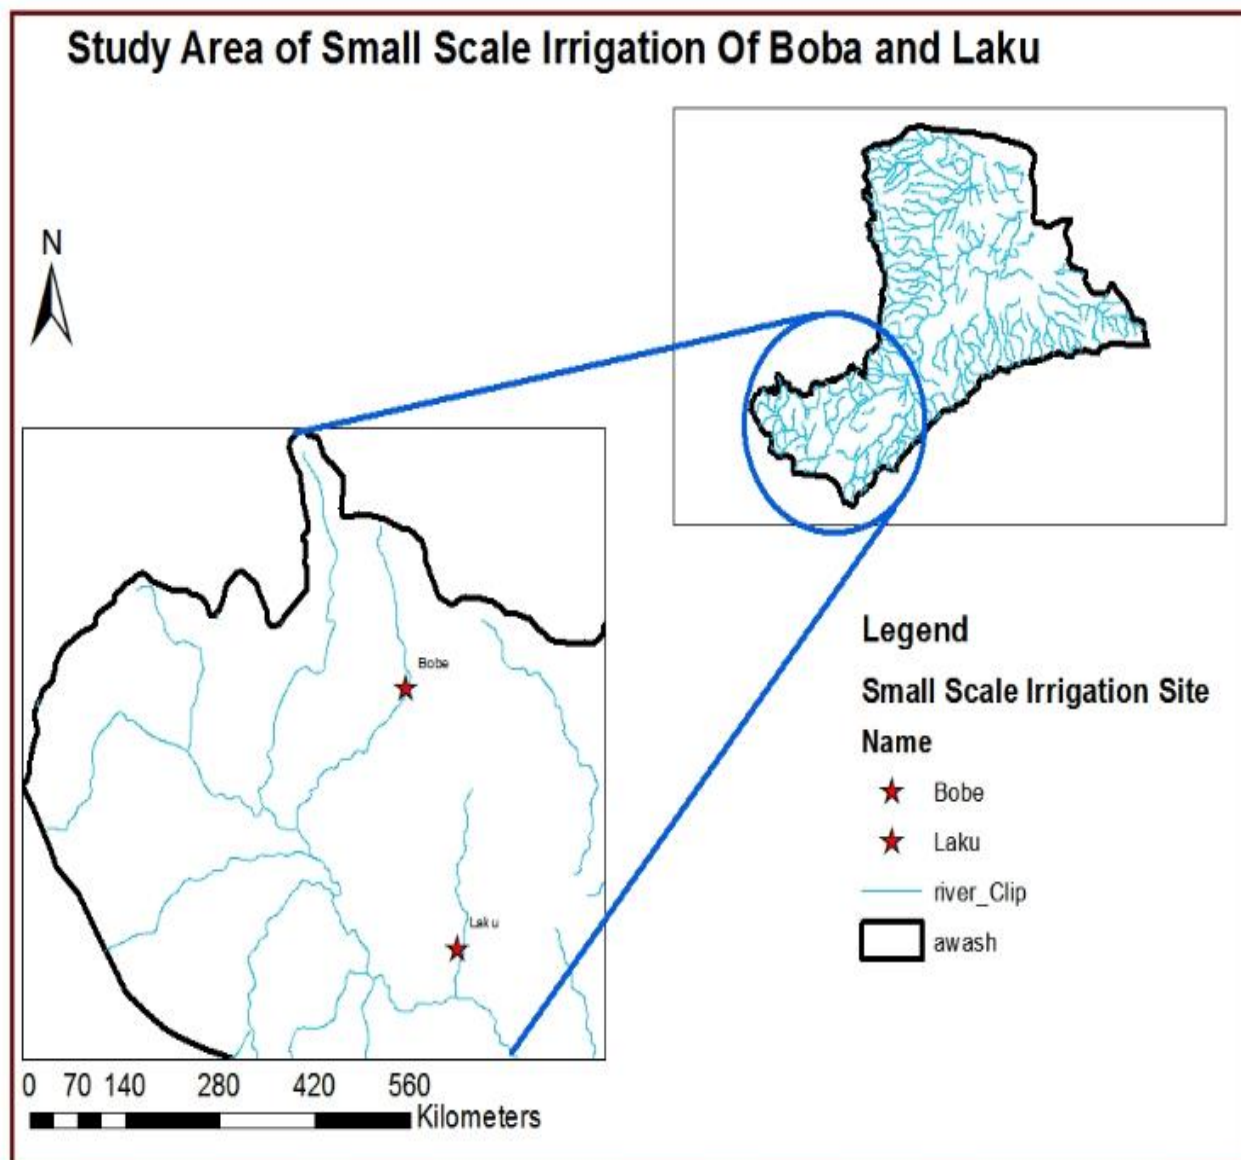 Study Area of Small Scale Irrigation Of Boba and Laku
N
Bobe
Laku
Legend
Small Scale Irrigation Site
Name
Bobe
Laku
river_Clip
awash
0 70 140 280 420 560
Kilometers